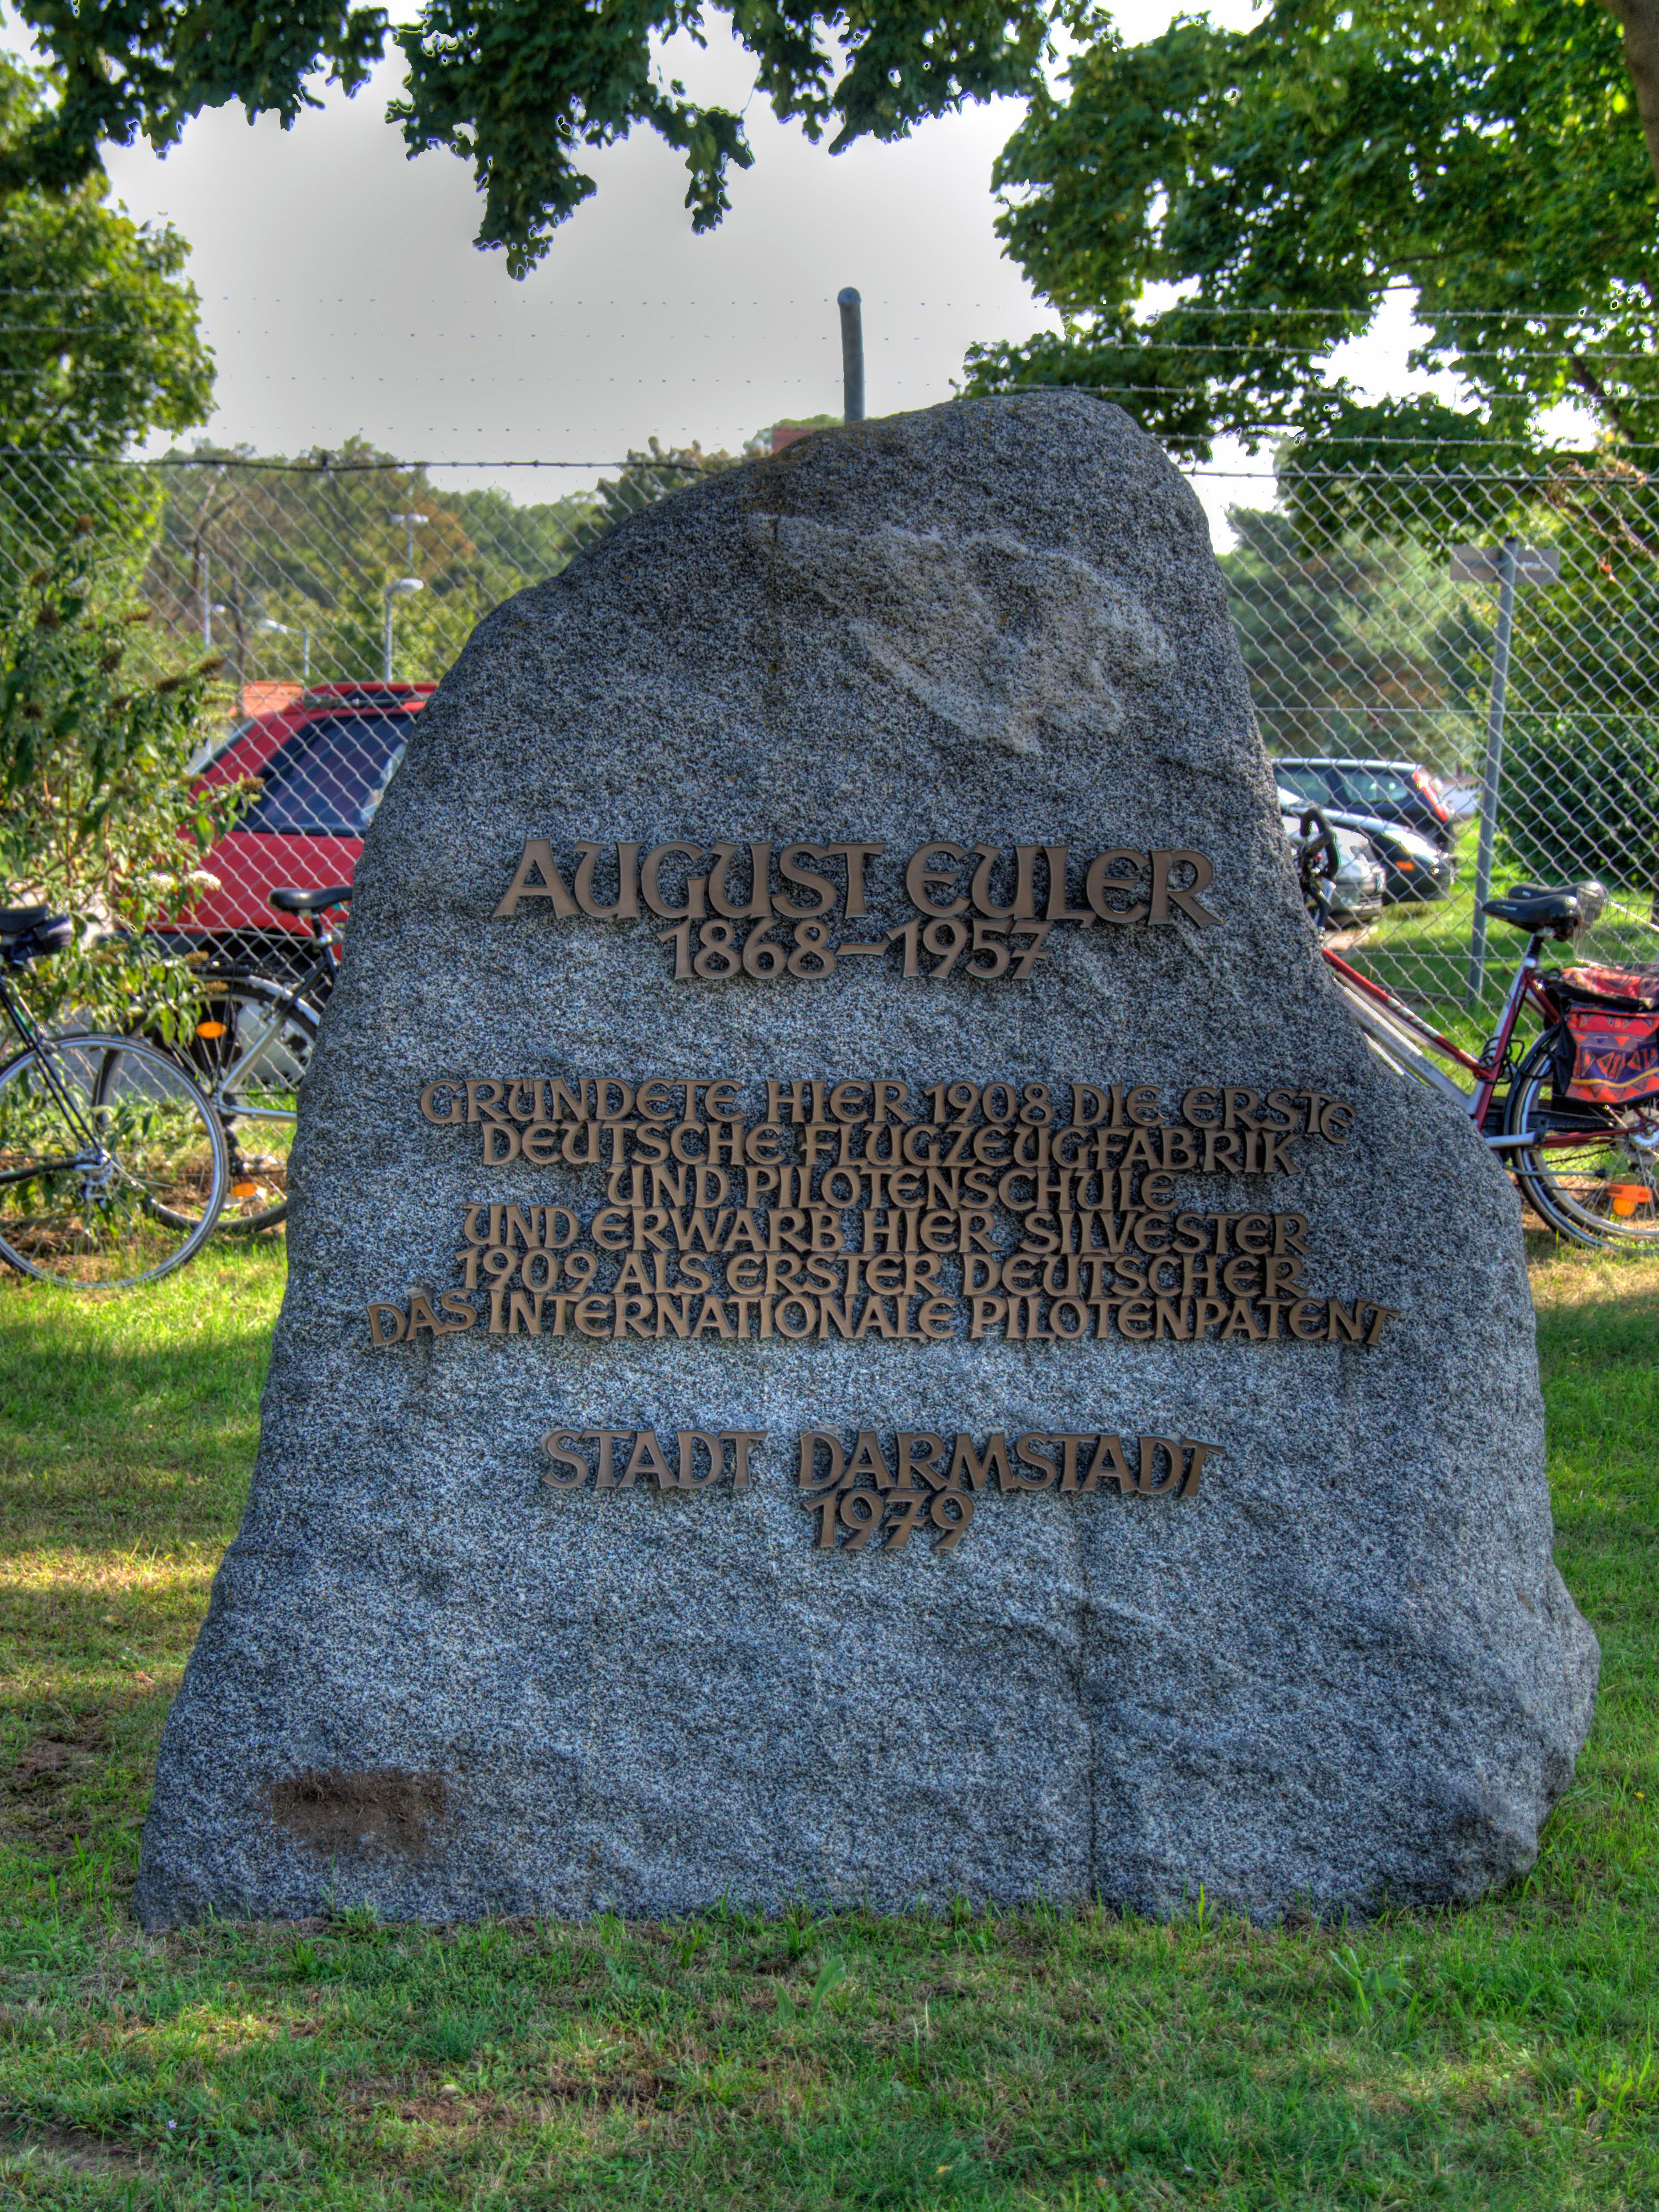 AUGUST EULER
1868–1957
GRÜNDETE HIER 1908 DIE ERSTE
DEUTSCHE FLUGZEUGFABRIK
UND PILOTENSCHULE
UND ERWARB HIER SILVESTER
1909 ALS ERSTER DEUTSCHER
DAS INTERNATIONALE PILOTENPATENT
STADT DARMSTADT
1979